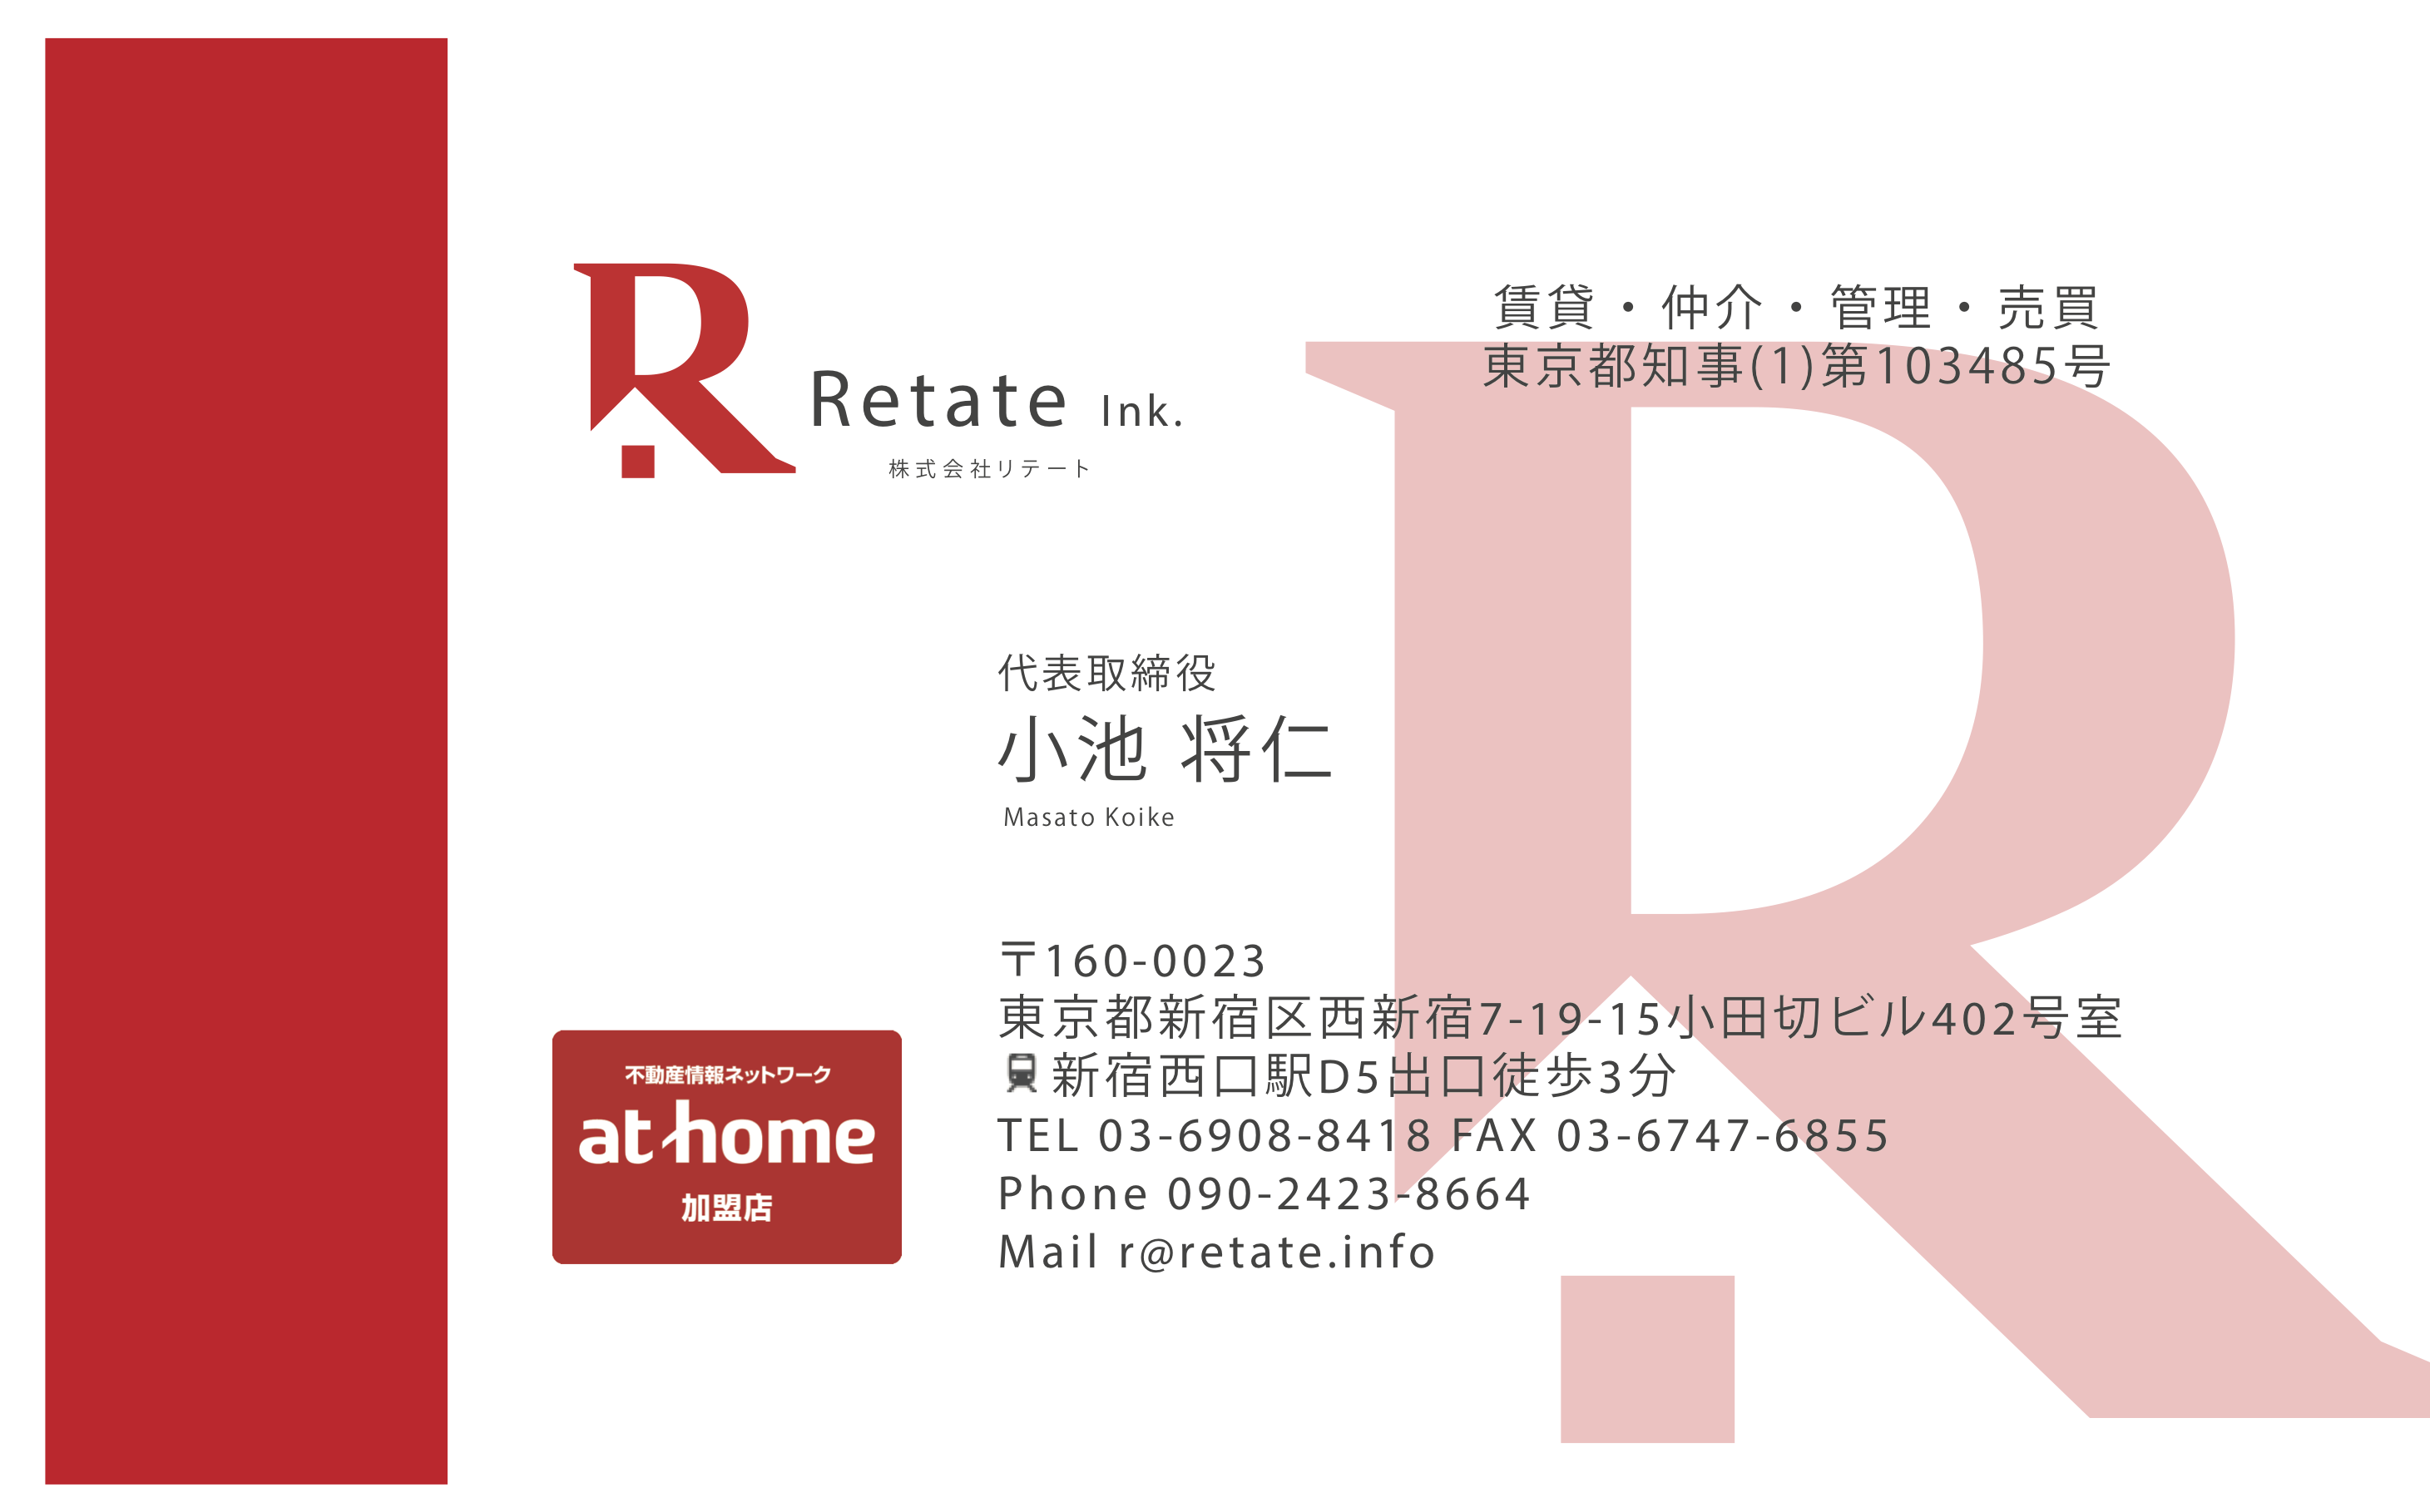 賃貸・仲介・管理・売買
東京都知事(1)第103485号
Retate Ink.
株式会社リテート
代表取締役
小池 将仁
Masato Koike
〒160-0023
東京都新宿区西新宿7-19-15小田切ビル402号室
新宿西口駅D5出口徒歩3分
TEL 03-6908-8418 FAX 03-6747-6855
Phone 090-2423-8664
Mail r@retate.info
不動産情報ネットワーク
at home
加盟店